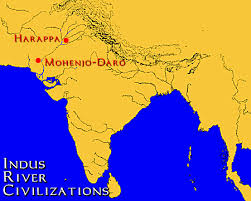 HARAPPA
MOHENJO-DARO
INDUS
RIVER
CIVILIZATIONS